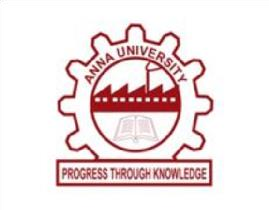 ANNA UNIVERSITY
PROGRESS THROUGH KNOWLEDGE